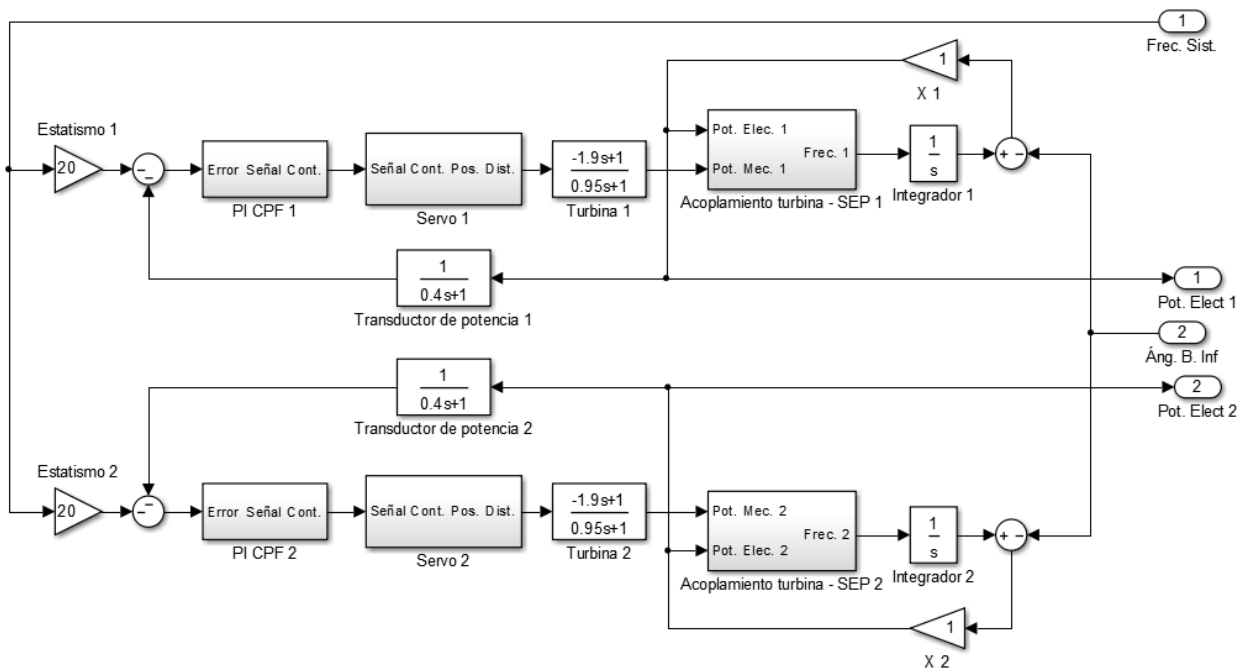 1
Frec. Sist.
1
X 1
Estatismo 1
20
Error Señal Cont.
PI CPF 1
Señal Cont. Pos. Dist.
Servo 1
-1.9s+1
0.95s+1
Turbina 1
Pot. Elec. 1
Frec. 1
Pot. Mec. 1
Acoplamiento turbina - SEP 1
1
s
Integrador 1
+ -
- -
1
0.4s+1
Transductor de potencia 1
1
Pot. Elect 1
2
Áng. B. Inf
1
0.4s+1
Transductor de potencia 2
2
Pot. Elect 2
Estatismo 2
20
- -
Error Señal Cont.
PI CPF 2
Señal Cont. Pos. Dist.
Servo 2
-1.9s+1
0.95s+1
Turbina 2
Pot. Mec. 2
Frec. 2
Pot. Elec. 2
Acoplamiento turbina - SEP 2
1
s
Integrador 2
+ -
1
X 2